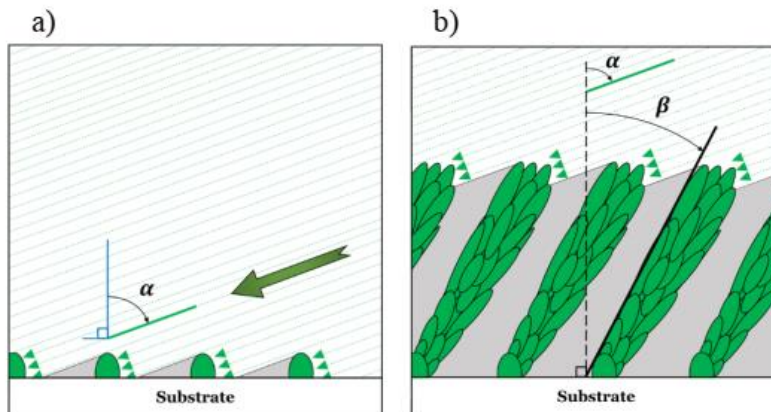 a)
α
Substrate
b)
α
β
Substrate